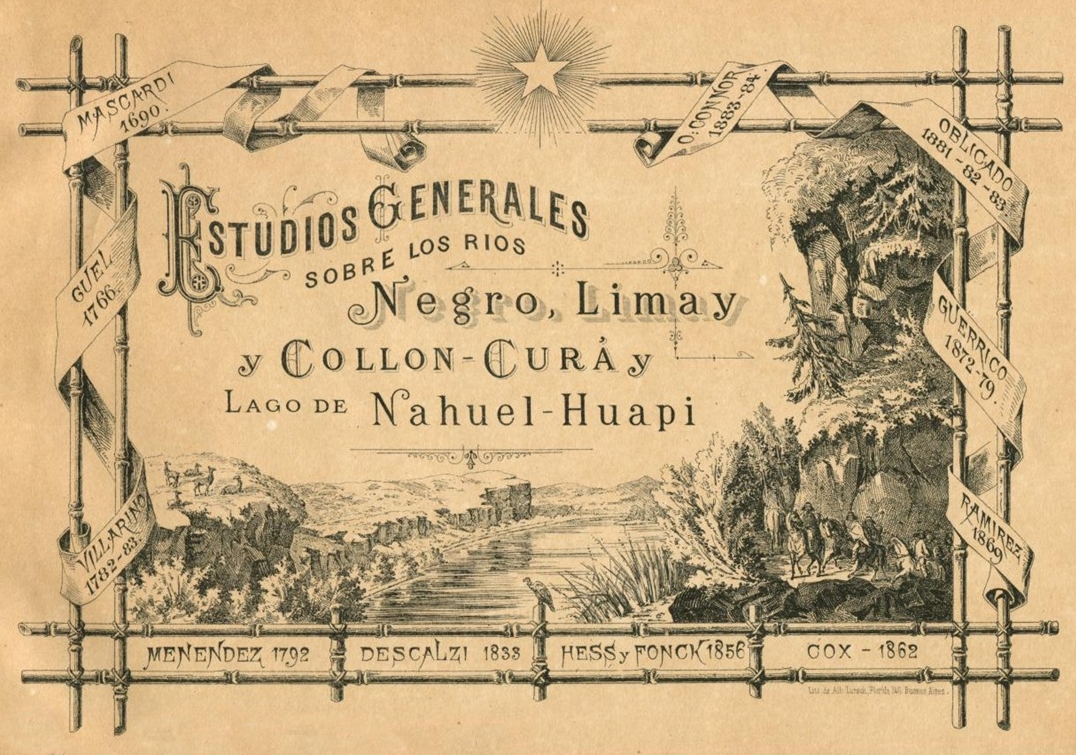 ESTUDIOS GENERALES
SOBRE LOS RIOS
Negro, Limay
y COLLON-CURÁ y
LAGO DE Nahuel-Huapi
MASCARDI
1690.
GUEL
1766.
VILLARINO
1782-83.
MENENDEZ 1792
DESCALZI 1833
HESS y FONCK 1856
COX - 1862
RAMIREZ
1869
GUERRICO
1872-79.
OBLIGADO
1881-82-83
O'CONNOR
1883-84.
Buenos Aires.